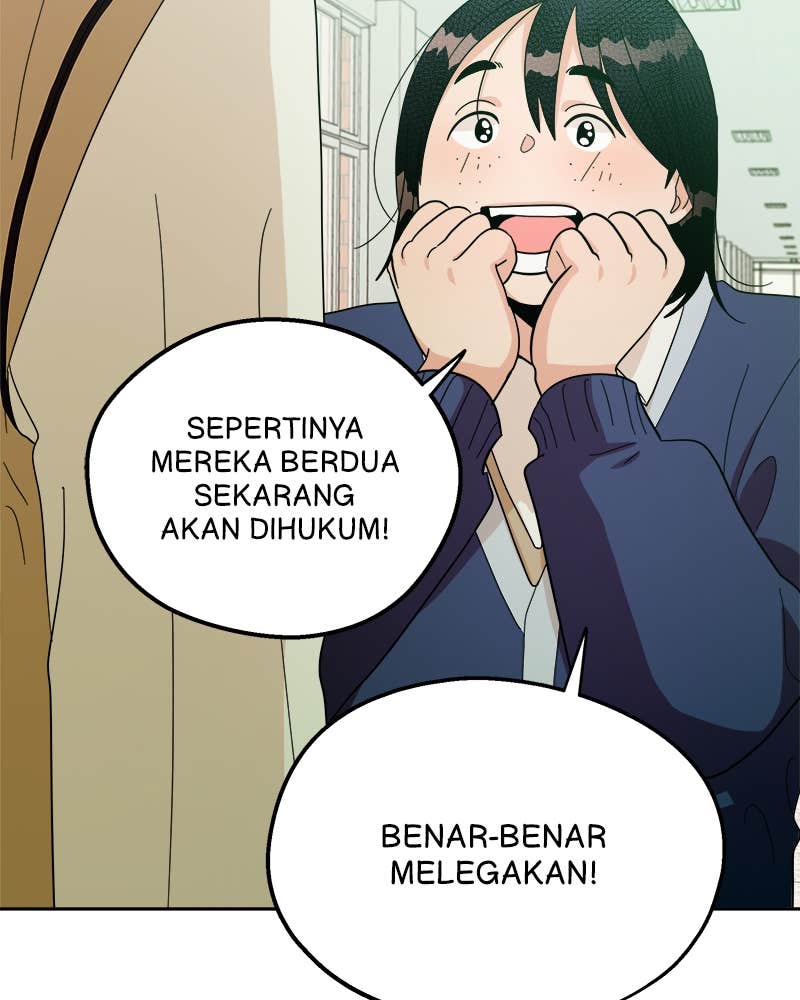 SEPERTINYA
MEREKA BERDUA
SEKARANG
AKAN DIHUKUM!
BENAR-BENAR
MELEGAKAN!